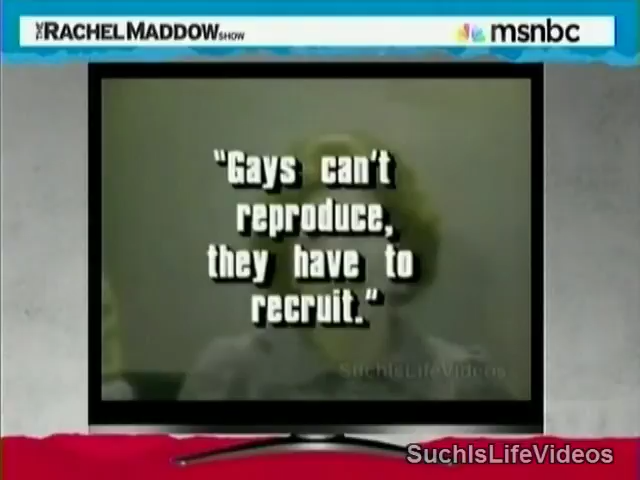 THE RACHEL MADDOW SHOW
msnbc
"Gays can't
reproduce,
they have to
recruit."
SuchIsLifeVideos
SuchIsLifeVideos